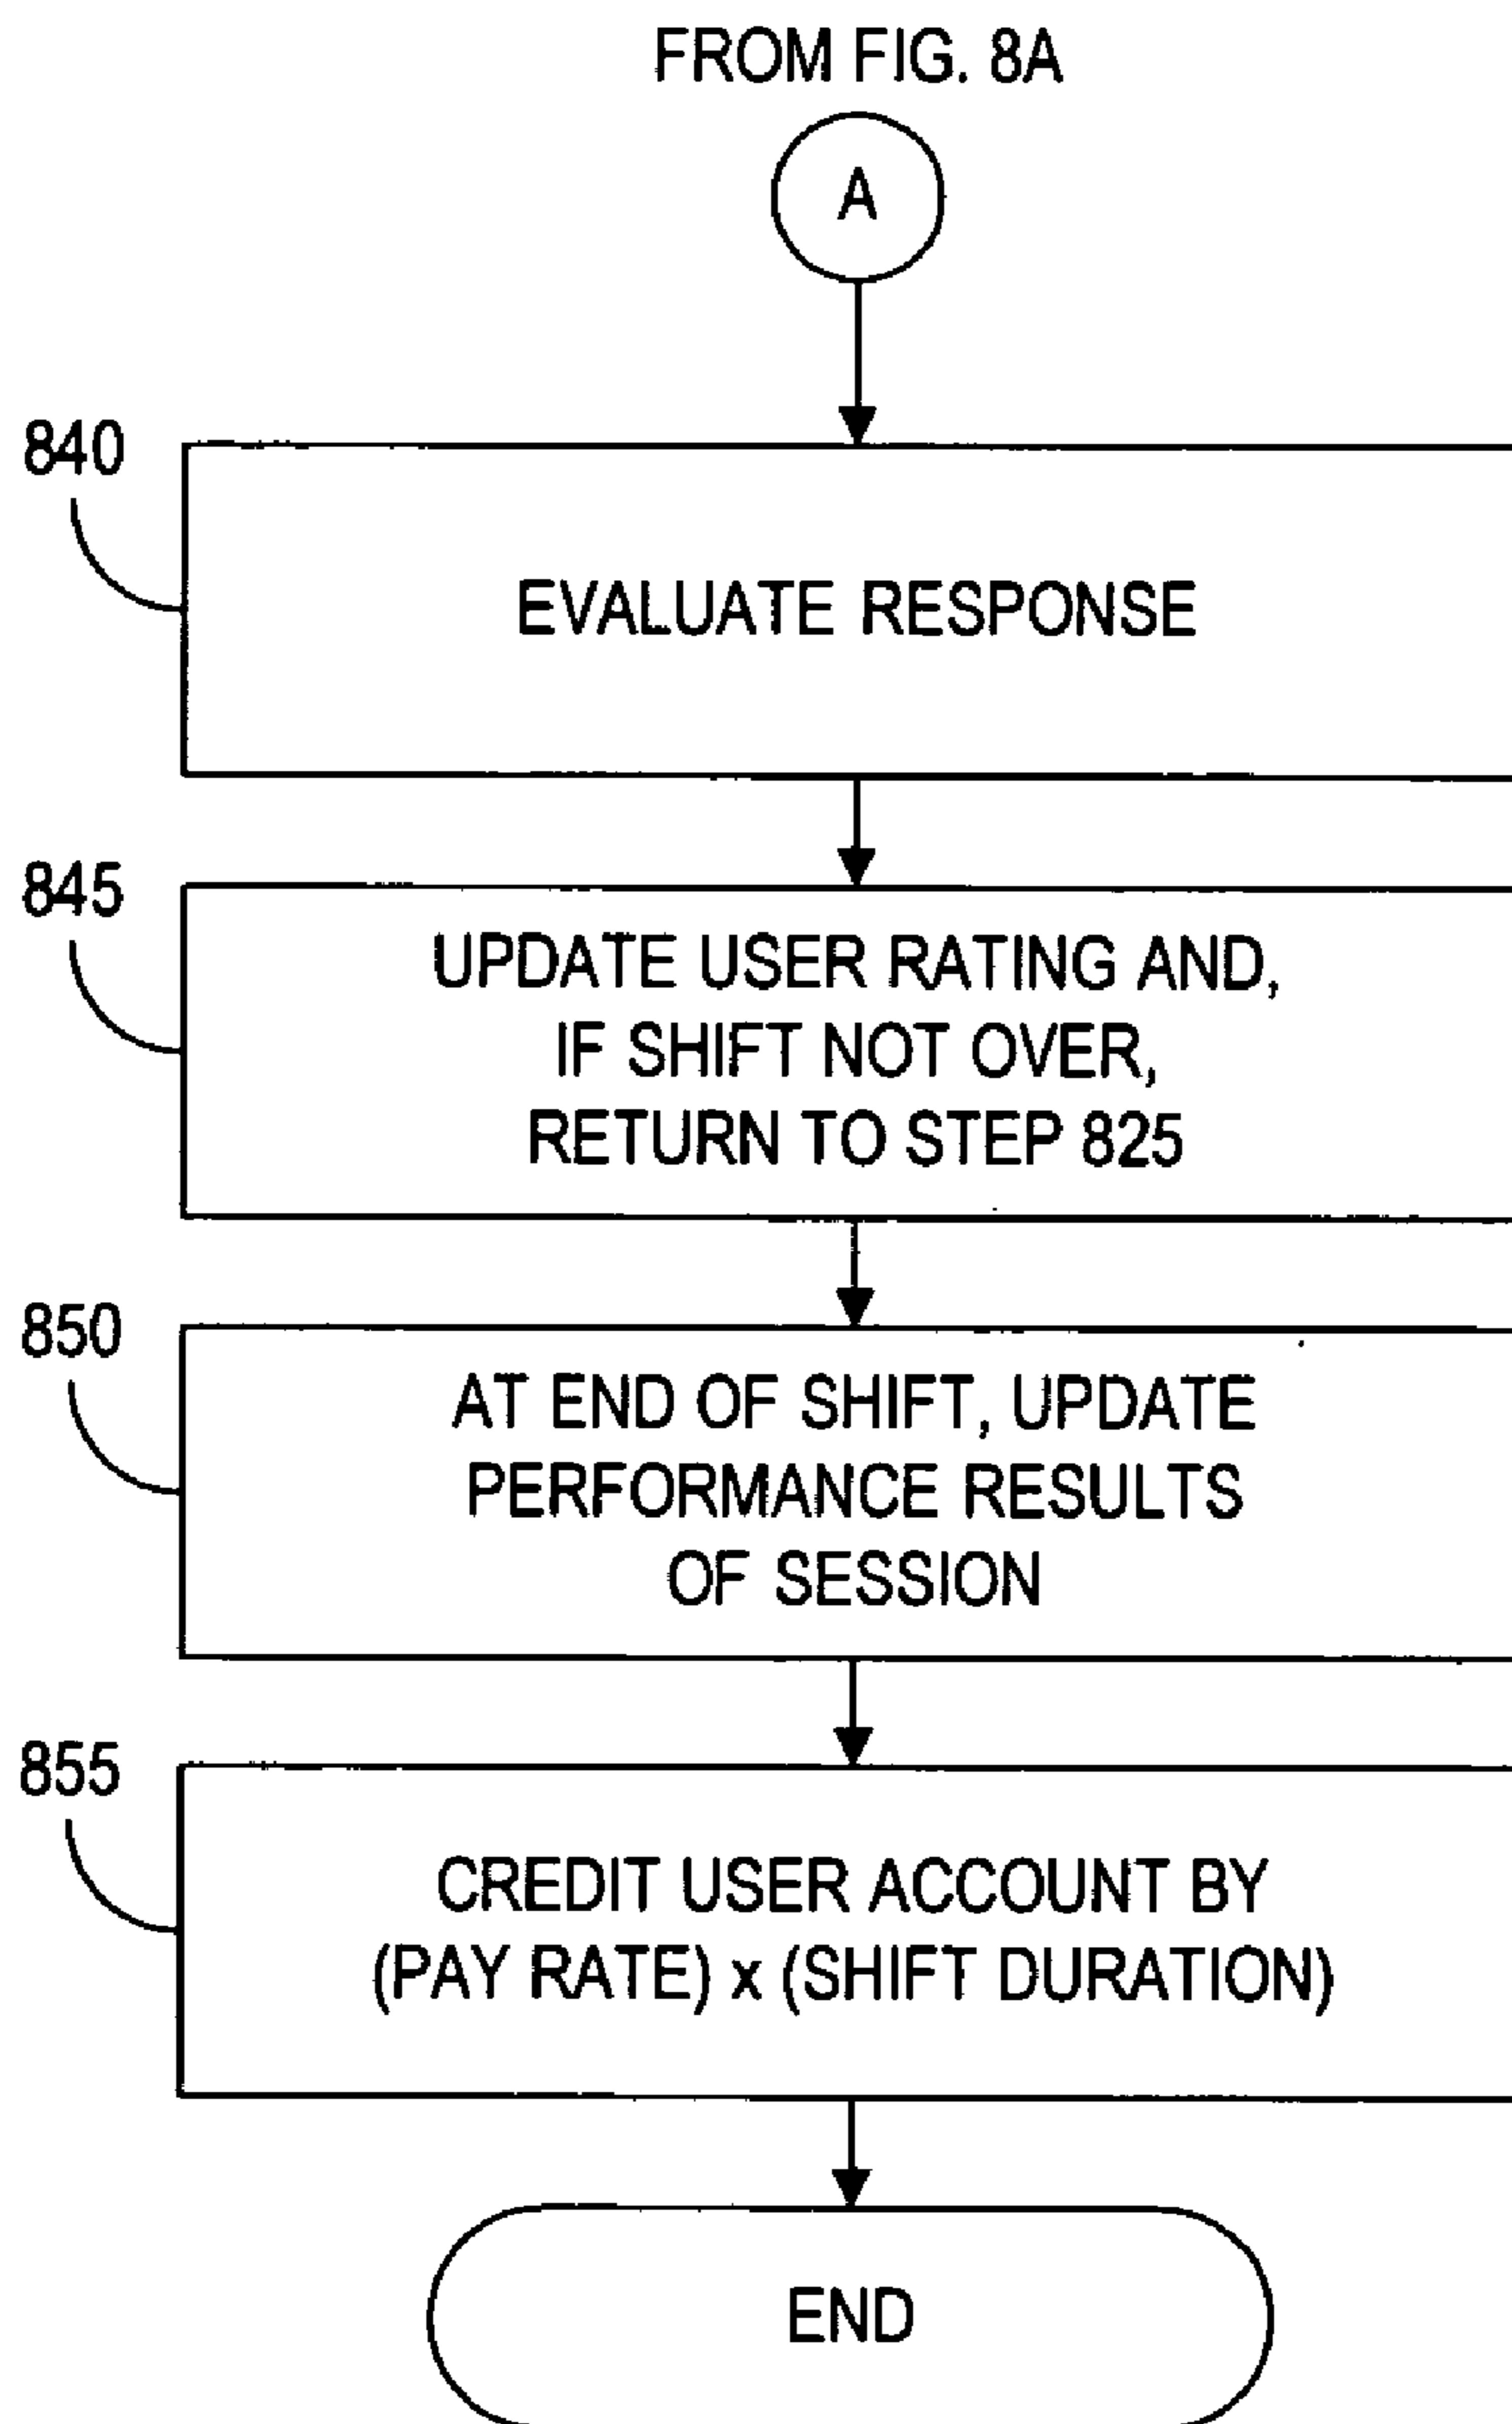 FROM FIG. 8A
A
840
EVALUATE RESPONSE
845
UPDATE USER RATING AND,
IF SHIFT NOT OVER,
RETURN TO STEP 825
850
AT END OF SHIFT, UPDATE
PERFORMANCE RESULTS
OF SESSION
855
CREDIT USER ACCOUNT BY
(PAY RATE) x (SHIFT DURATION)
END